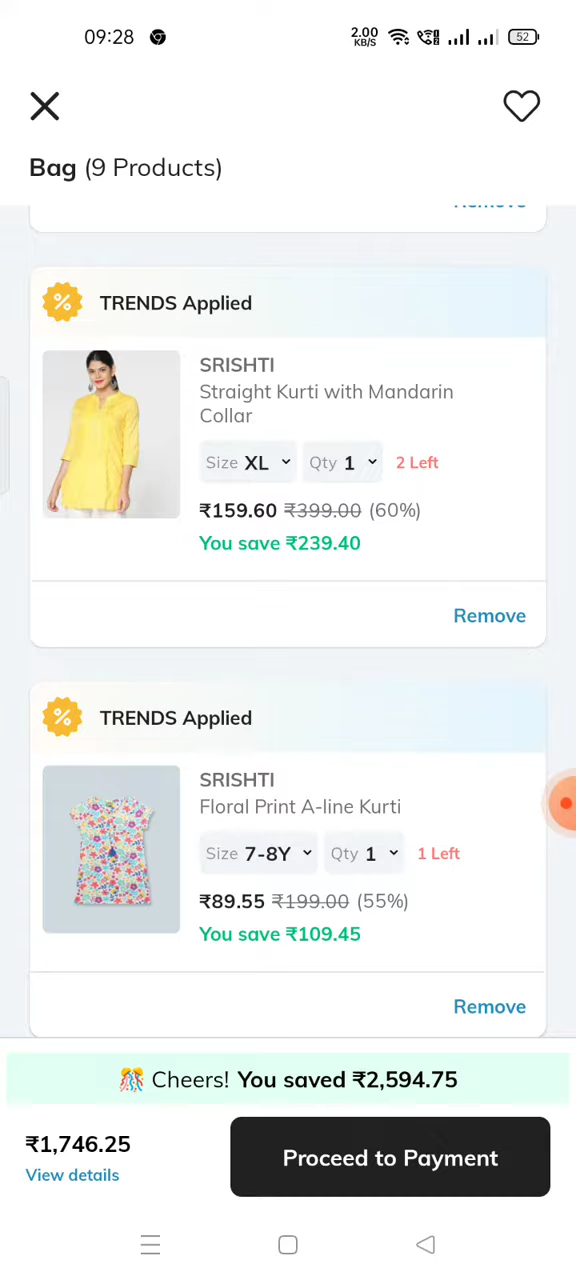 09:28
2.00
KB/S
52
Bag (9 Products)
Remove
TRENDS Applied
SRISHTI
Straight Kurti with Mandarin
Collar
Size XL Qty 1 2 Left
₹159.60 ₹399.00 (60%)
You save ₹239.40
Remove
TRENDS Applied
SRISHTI
Floral Print A-line Kurti
Size 7-8Y Qty 1 1 Left
₹89.55 ₹199.00 (55%)
You save ₹109.45
Remove
🎊 Cheers! You saved ₹2,594.75
₹1,746.25
View details
Proceed to Payment